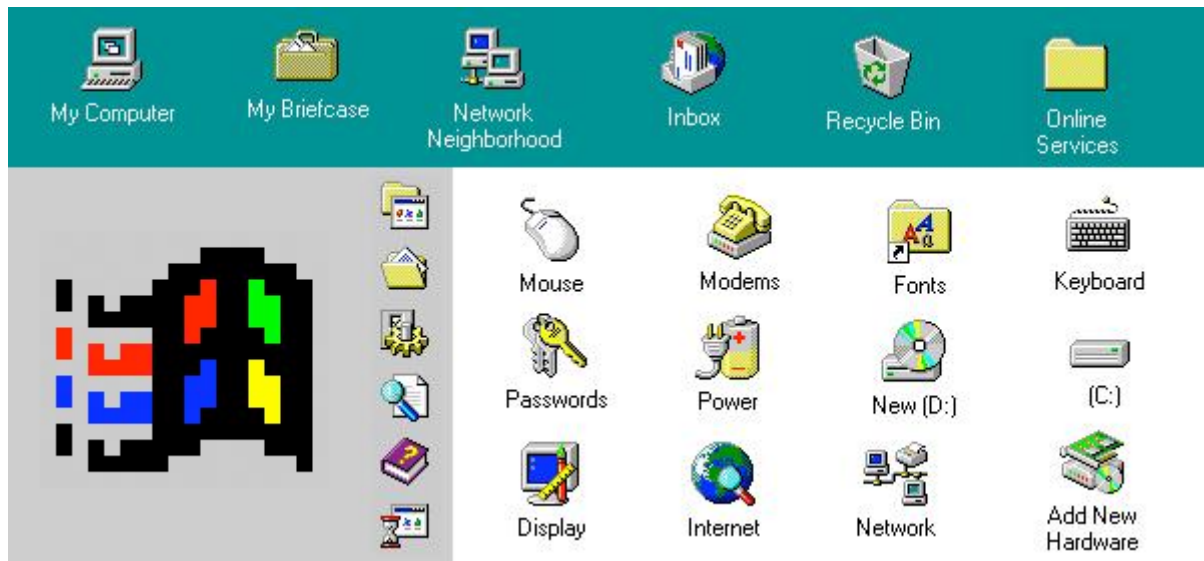 My Computer
My Briefcase
Network
Neighborhood
Inbox
Recycle Bin
Online
Services
Mouse
Modems
Fonts
Keyboard
Passwords
Power
New (D:)
(C:)
Display
Internet
Network
Add New
Hardware